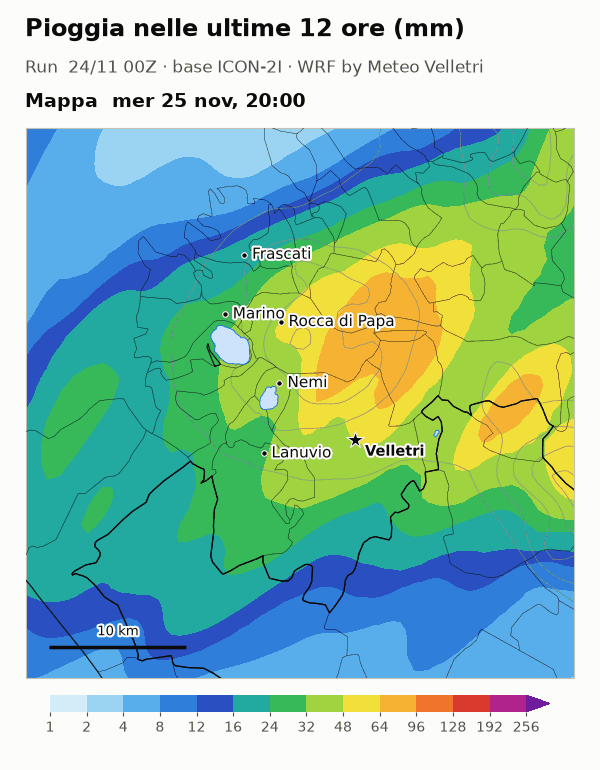 Pioggia nelle ultime 12 ore (mm)
Run 24/11 00Z · base ICON-2I · WRF by Meteo Velletri
Mappa mer 25 nov, 20:00
Frascati
Marino
Rocca di Papa
Nemi
Velletri
Lanuvio
10 km
1 2 4 8 12 16 24 32 48 64 96 128 192 256